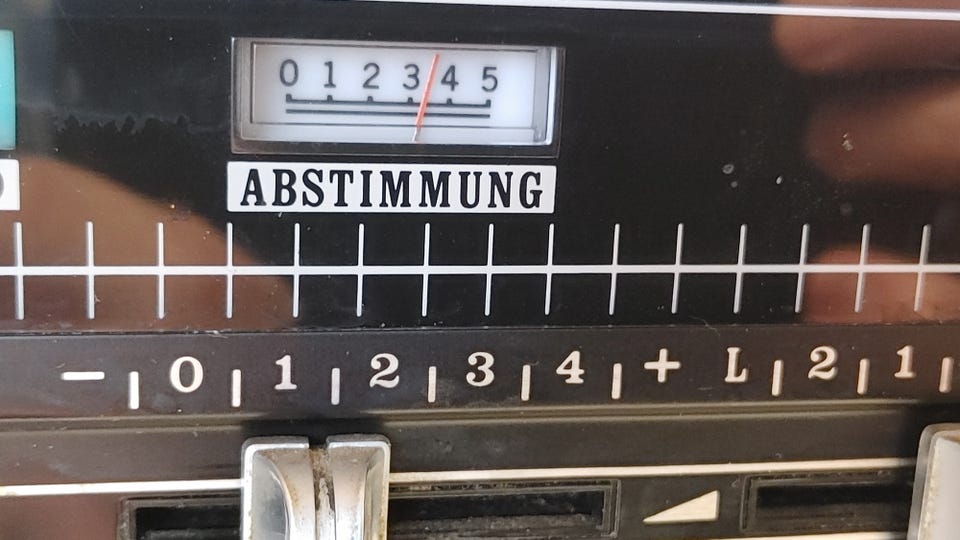 0 1 2 3 4 5
ABSTIMMUNG
– 0 1 2 3 4 + L 2 1